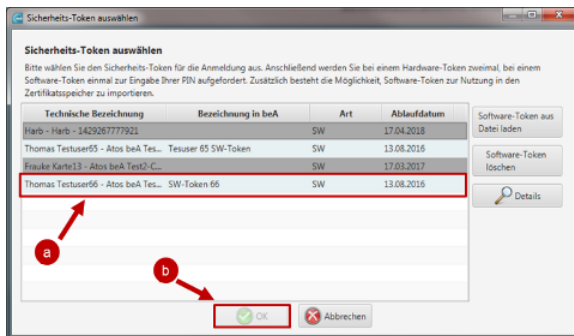 Sicherheits-Token auswählen
Sicherheits-Token auswählen
Bitte wählen Sie den Sicherheits-Token für die Anmeldung aus. Anschließend werden Sie bei einem Hardware-Token zweimal, bei einem
Software-Token einmal zur Eingabe Ihrer PIN aufgefordert. Zusätzlich besteht die Möglichkeit, Software-Token zur Nutzung in den
Zertifikatsspeicher zu importieren.
Technische Bezeichnung Bezeichnung in beA Art Ablaufdatum
Harb - Harb - 1429267777921 SW 17.04.2018
Thomas Testuser65 - Atos beA Tes... Tesuser 65 SW-Token SW 13.08.2016
Frauke Karte13 - Atos beA Test2-C... SW 17.03.2017
Thomas Testuser66 - Atos beA Tes... SW-Token 66 SW 13.08.2016
Software-Token aus
Datei laden
Software-Token
löschen
Details
a
b
OK
Abbrechen